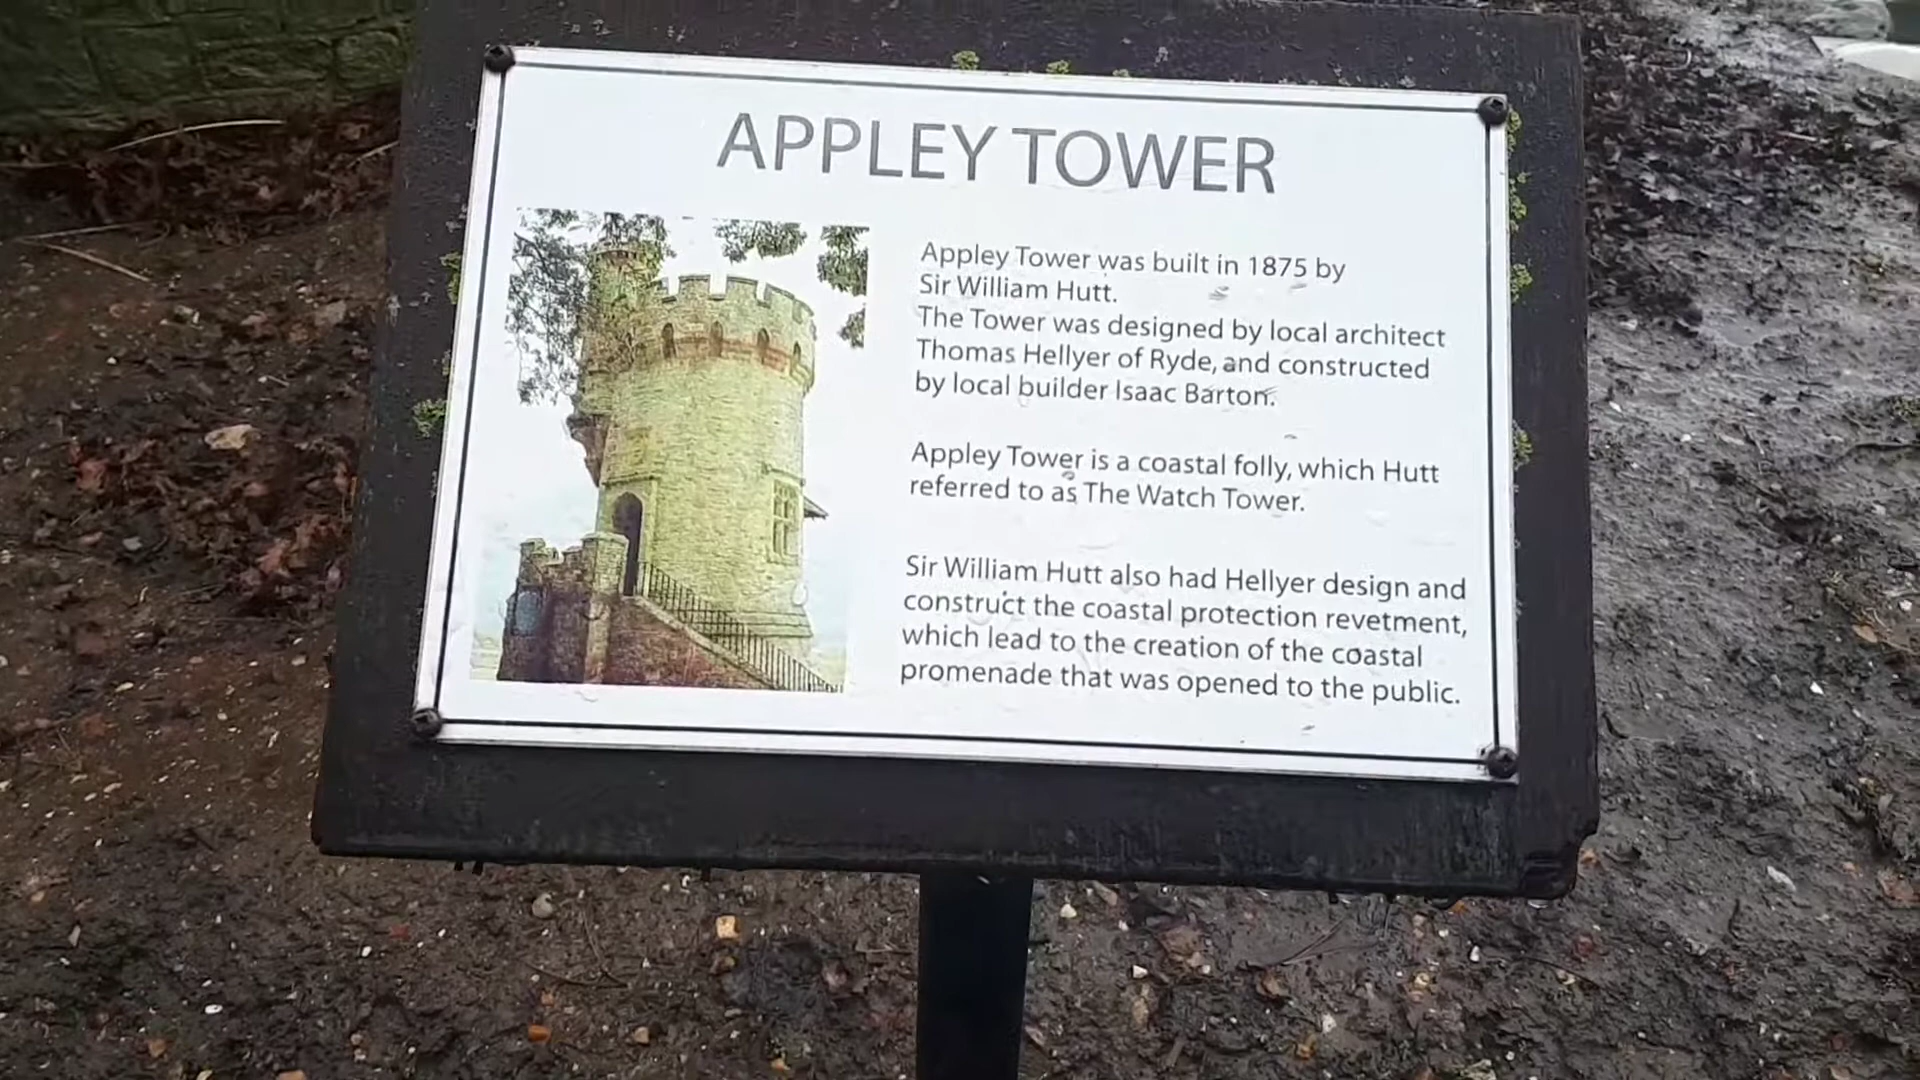 APPLEY TOWER
Appley Tower was built in 1875 by
Sir William Hutt.
The Tower was designed by local architect
Thomas Hellyer of Ryde, and constructed
by local builder Isaac Barton.
Appley Tower is a coastal folly, which Hutt
referred to as The Watch Tower.
Sir William Hutt also had Hellyer design and
construct the coastal protection revetment,
which lead to the creation of the coastal
promenade that was opened to the public.